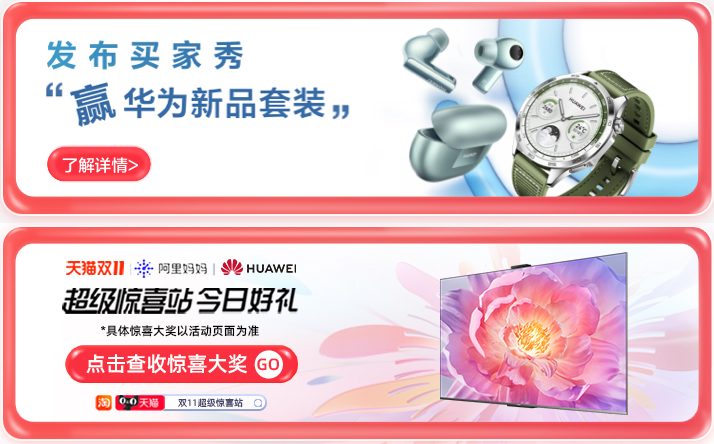 发布买家秀
“赢华为新品套装”
了解详情>
HUAWEI
24°C
天猫双11 | 阿里妈妈 | HUAWEI
超级惊喜站 今日好礼
*具体惊喜大奖以活动页面为准
点击查收惊喜大奖 GO
淘 天猫 双11超级惊喜站